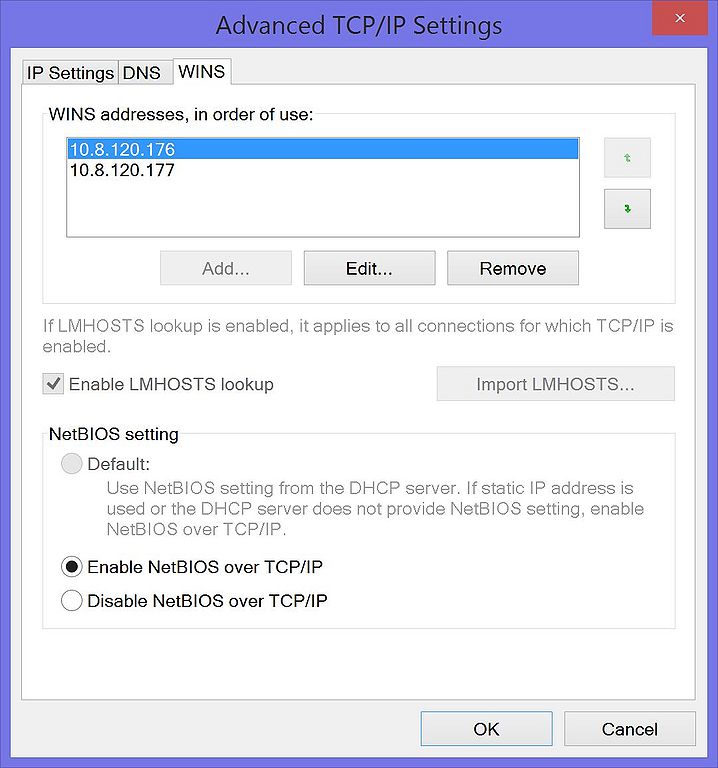 Advanced TCP/IP Settings
IP Settings DNS WINS
WINS addresses, in order of use:
10.8.120.176
10.8.120.177
Add... Edit... Remove
If LMHOSTS lookup is enabled, it applies to all connections for which TCP/IP is
enabled.
Enable LMHOSTS lookup Import LMHOSTS...
NetBIOS setting
Default:
Use NetBIOS setting from the DHCP server. If static IP address is
used or the DHCP server does not provide NetBIOS setting, enable
NetBIOS over TCP/IP.
Enable NetBIOS over TCP/IP
Disable NetBIOS over TCP/IP
OK Cancel